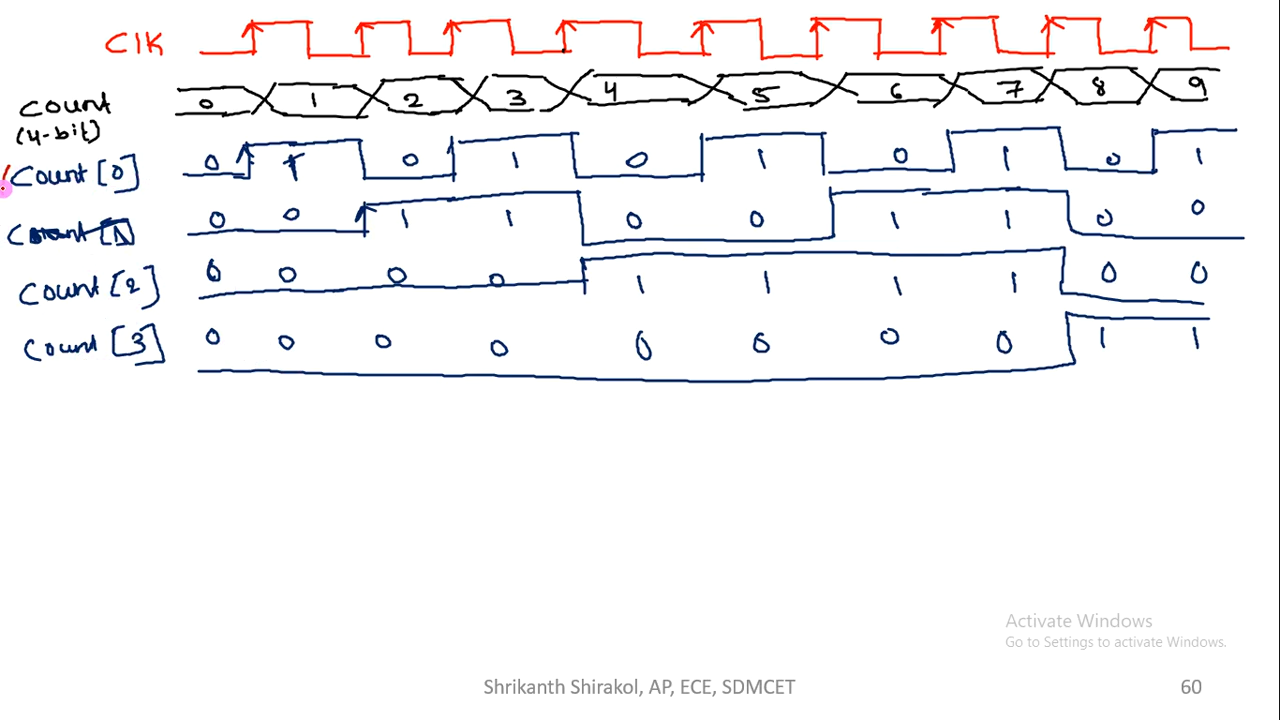 Clk
count 0 1 2 3 4 5 6 7 8 9
(4-bit)
Count [0] 0 1 0 1 0 1 0 1 0 1
Count [1] 0 0 1 1 0 0 1 1 0 0
Count [2] 0 0 0 0 1 1 1 1 0 0
Count [3] 0 0 0 0 0 0 0 0 1 1
Activate Windows
Go to Settings to activate Windows.
Shrikanth Shirakol, AP, ECE, SDMCET 60